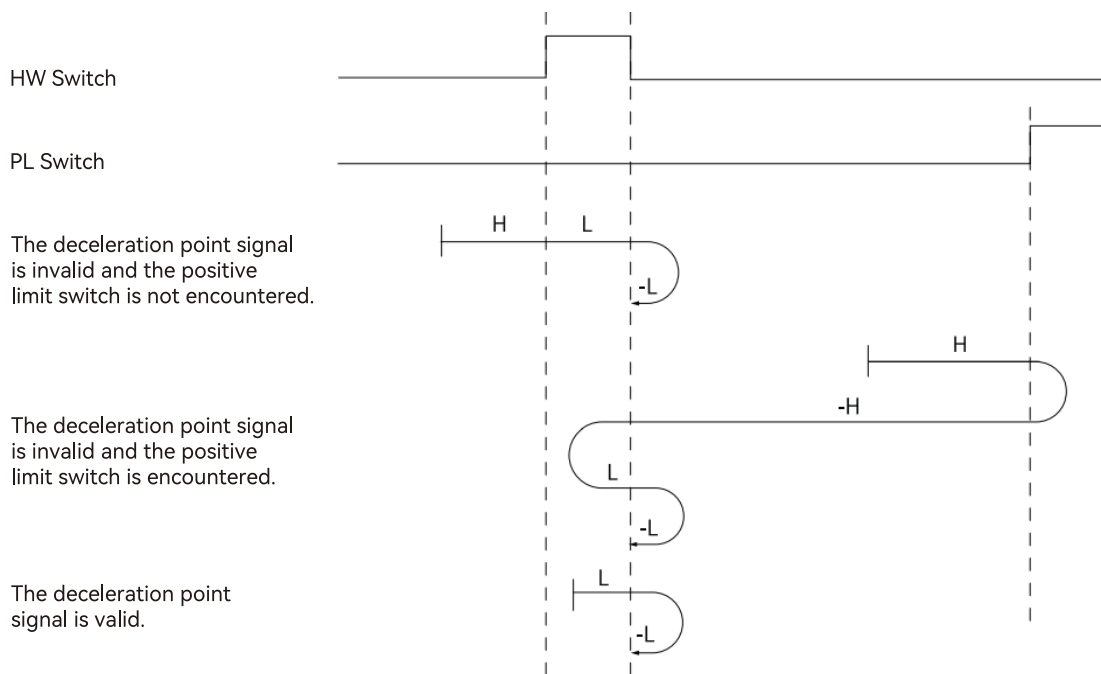 HW Switch
PL Switch
H L
The deceleration point signal
is invalid and the positive
limit switch is not encountered.
-L
H
-H
The deceleration point signal
is invalid and the positive
limit switch is encountered.
L
-L
L
The deceleration point
signal is valid.
-L